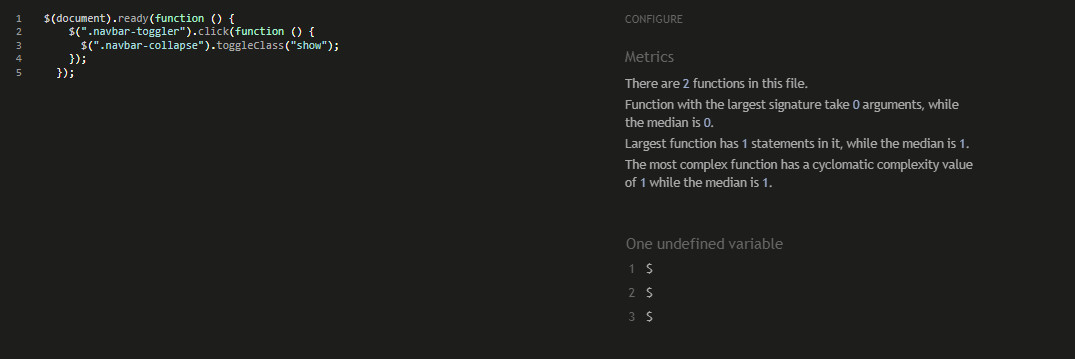 1 $(document).ready(function () {
2 $(".navbar-toggler").click(function () {
3 $(".navbar-collapse").toggleClass("show");
4 });
5 });
CONFIGURE
Metrics
There are 2 functions in this file.
Function with the largest signature take 0 arguments, while
the median is 0.
Largest function has 1 statements in it, while the median is 1.
The most complex function has a cyclomatic complexity value
of 1 while the median is 1.
One undefined variable
1 $
2 $
3 $